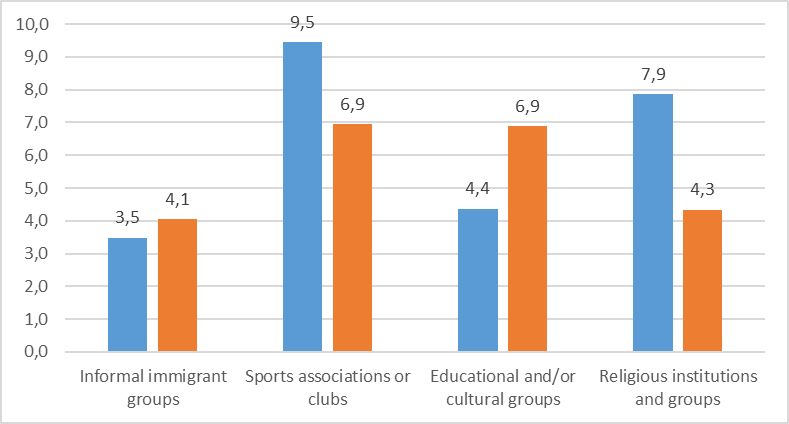 10,0
9,0
8,0
7,0
6,0
5,0
4,0
3,0
2,0
1,0
0,0
3,5
4,1
9,5
6,9
4,4
6,9
7,9
4,3
Informal immigrant
groups
Sports associations or
clubs
Educational and/or
cultural groups
Religious institutions
and groups